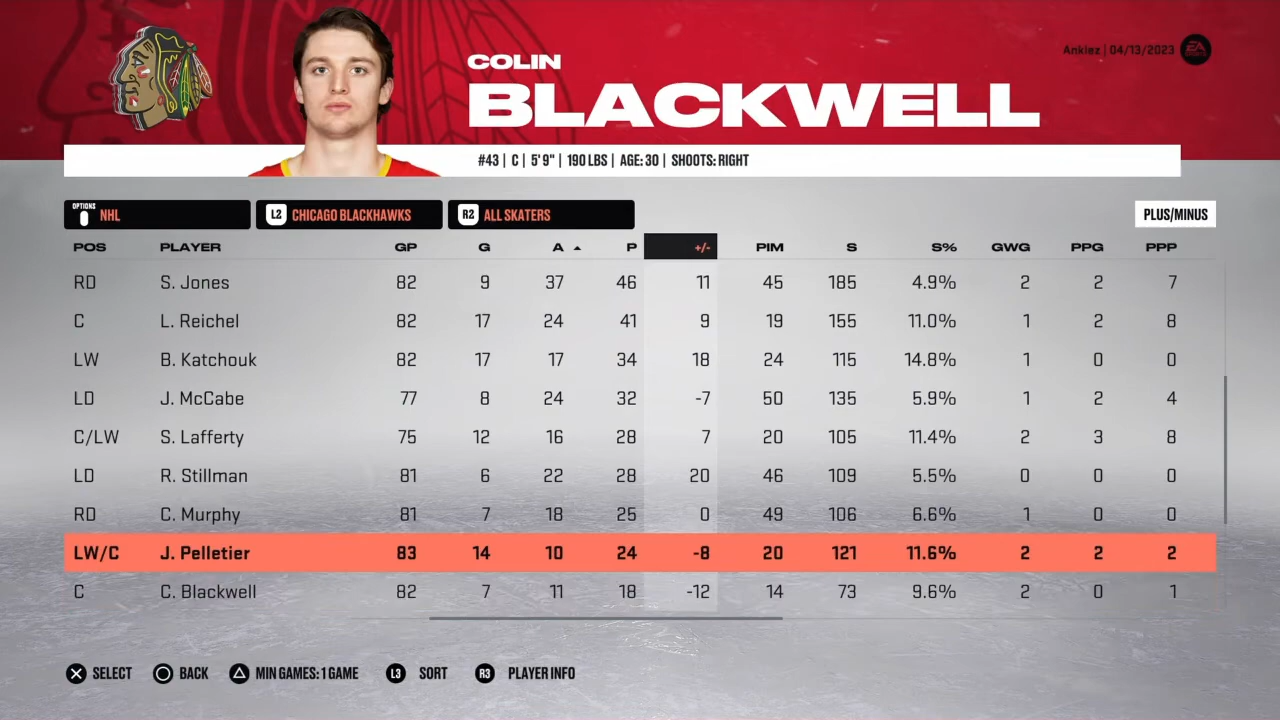 COLIN
BLACKWELL
Anklez | 04/13/2023 EA
#43 | C | 5' 9" | 190 LBS | AGE: 30 | SHOOTS: RIGHT
OPTIONS NHL L2 CHICAGO BLACKHAWKS R2 ALL SKATERS PLUS/MINUS
POS PLAYER GP G A P +/- PIM S S% GWG PPG PPP
RD S. Jones 82 9 37 46 11 45 185 4.9% 2 2 7
C L. Reichel 82 17 24 41 9 19 155 11.0% 1 2 8
LW B. Katchouk 82 17 17 34 18 24 115 14.8% 1 0 0
LD J. McCabe 77 8 24 32 -7 50 135 5.9% 1 2 4
C/LW S. Lafferty 75 12 16 28 7 20 105 11.4% 2 3 8
LD R. Stillman 81 6 22 28 20 46 109 5.5% 0 0 0
RD C. Murphy 81 7 18 25 0 49 106 6.6% 1 0 0
LW/C J. Pelletier 83 14 10 24 -8 20 121 11.6% 2 2 2
C C. Blackwell 82 7 11 18 -12 14 73 9.6% 2 0 1
SELECT BACK MIN GAMES: 1 GAME L3 SORT R3 PLAYER INFO